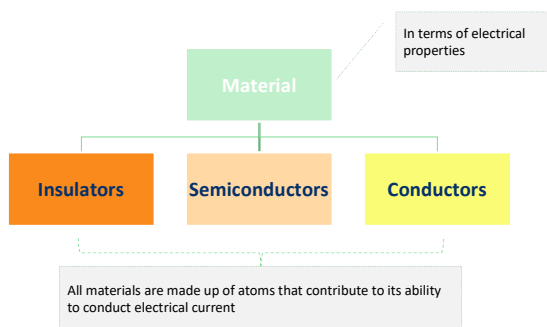 In terms of electrical
properties
Material
Insulators
Semiconductors
Conductors
All materials are made up of atoms that contribute to its ability
to conduct electrical current